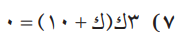 ٧) ٣ك(ك + ١٠) = ٠